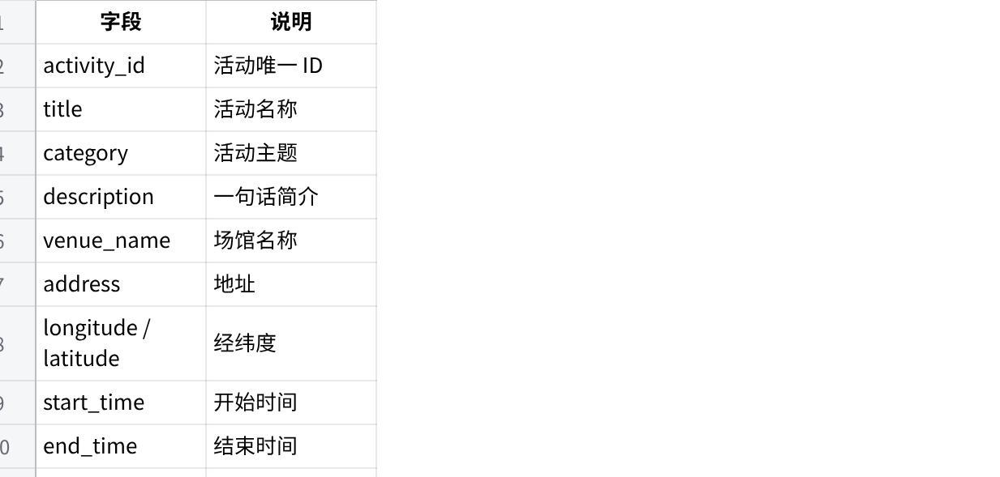 字段 说明
2 activity_id 活动唯一 ID
3 title 活动名称
4 category 活动主题
5 description 一句话简介
6 venue_name 场馆名称
7 address 地址
8 longitude / latitude 经纬度
9 start_time 开始时间
0 end_time 结束时间